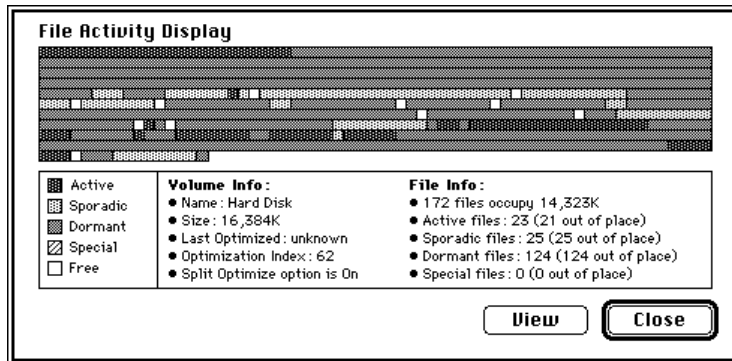 File Activity Display
Active
Sporadic
Dormant
Special
Free
Volume Info:
● Name: Hard Disk
● Size: 16,384K
● Last Optimized: unknown
● Optimization Index: 62
● Split Optimize option is On
File Info:
● 172 files occupy 14,323K
● Active files: 23 (21 out of place)
● Sporadic files: 25 (25 out of place)
● Dormant files: 124 (124 out of place)
● Special files: 0 (0 out of place)
View
Close